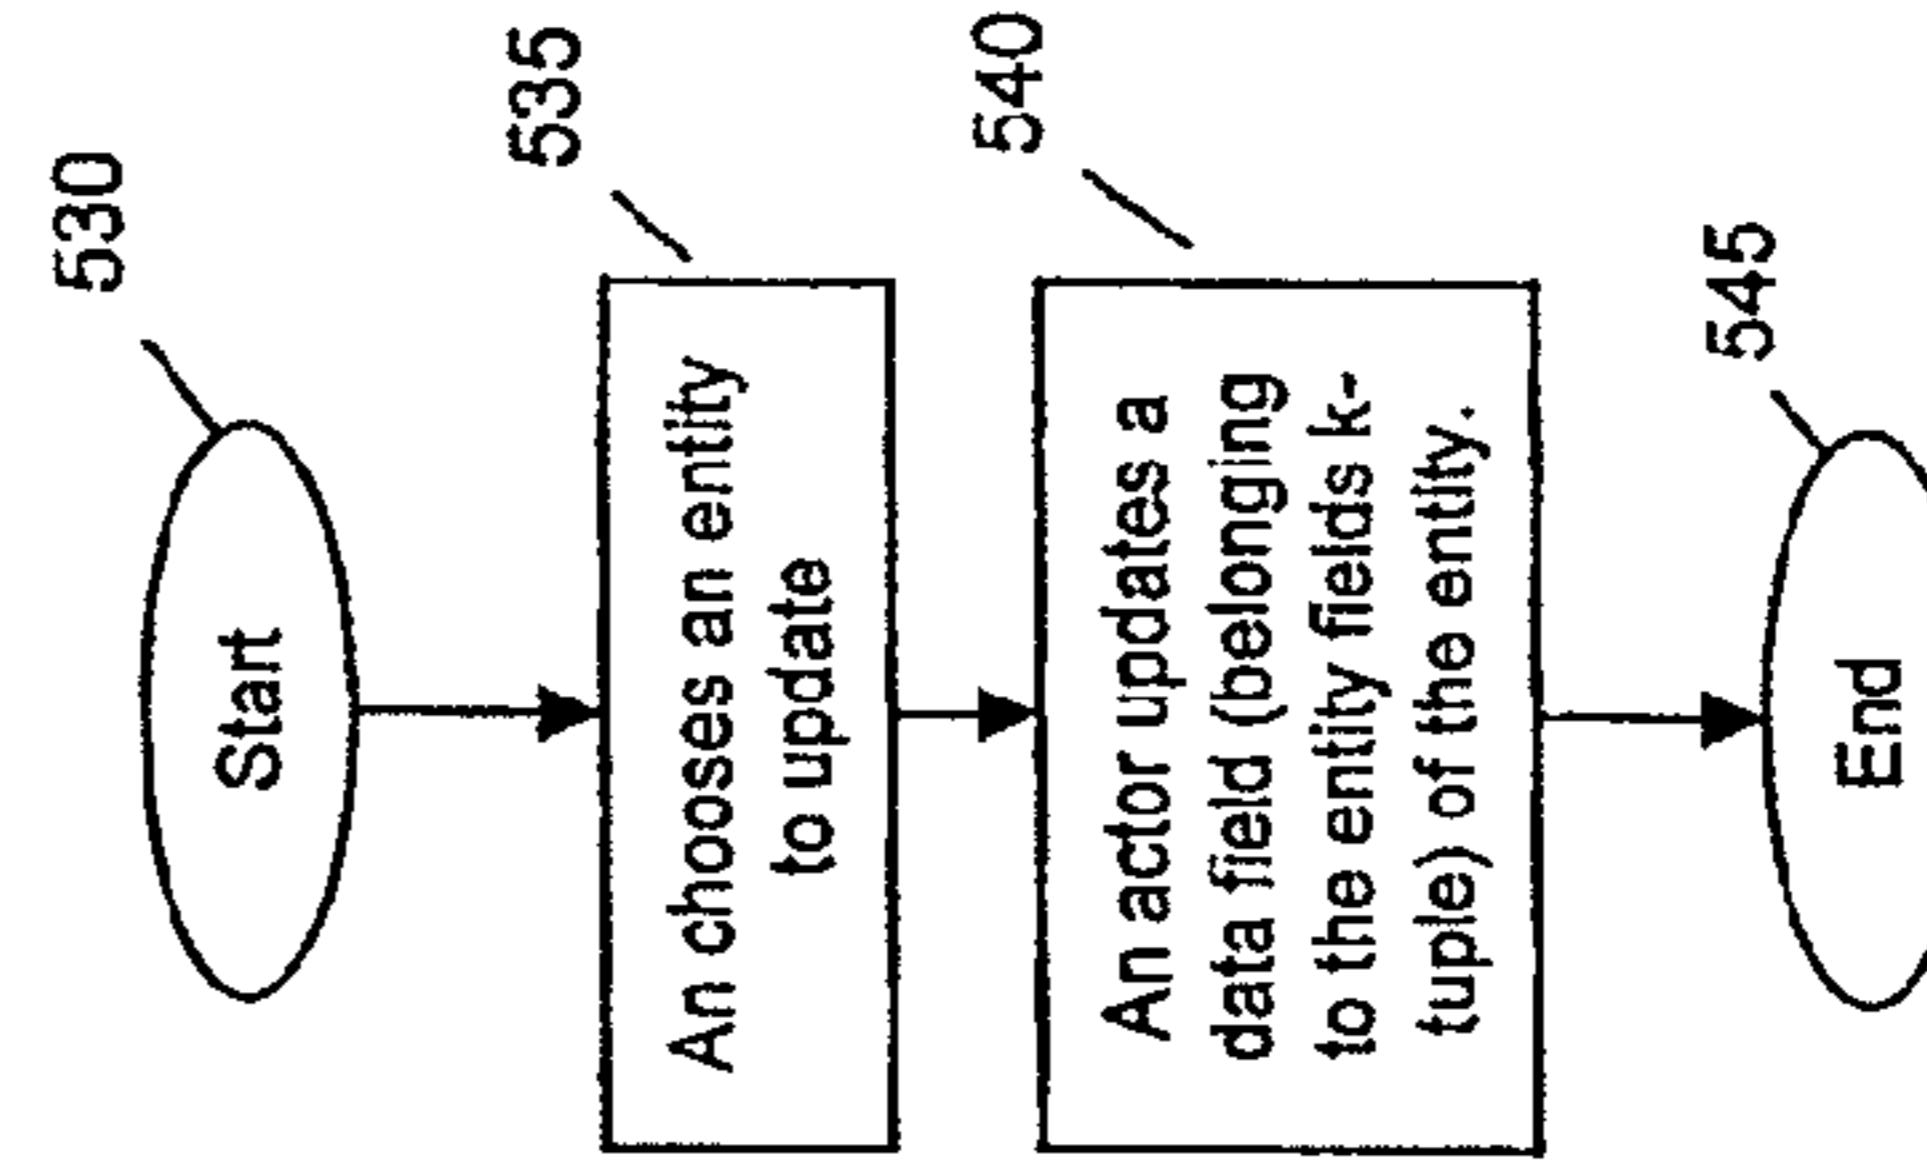 530
Start
535
An chooses an entity
to update
540
An actor updates a
data field (belonging
to the entity fields k-
tuple) of the entity.
545
End